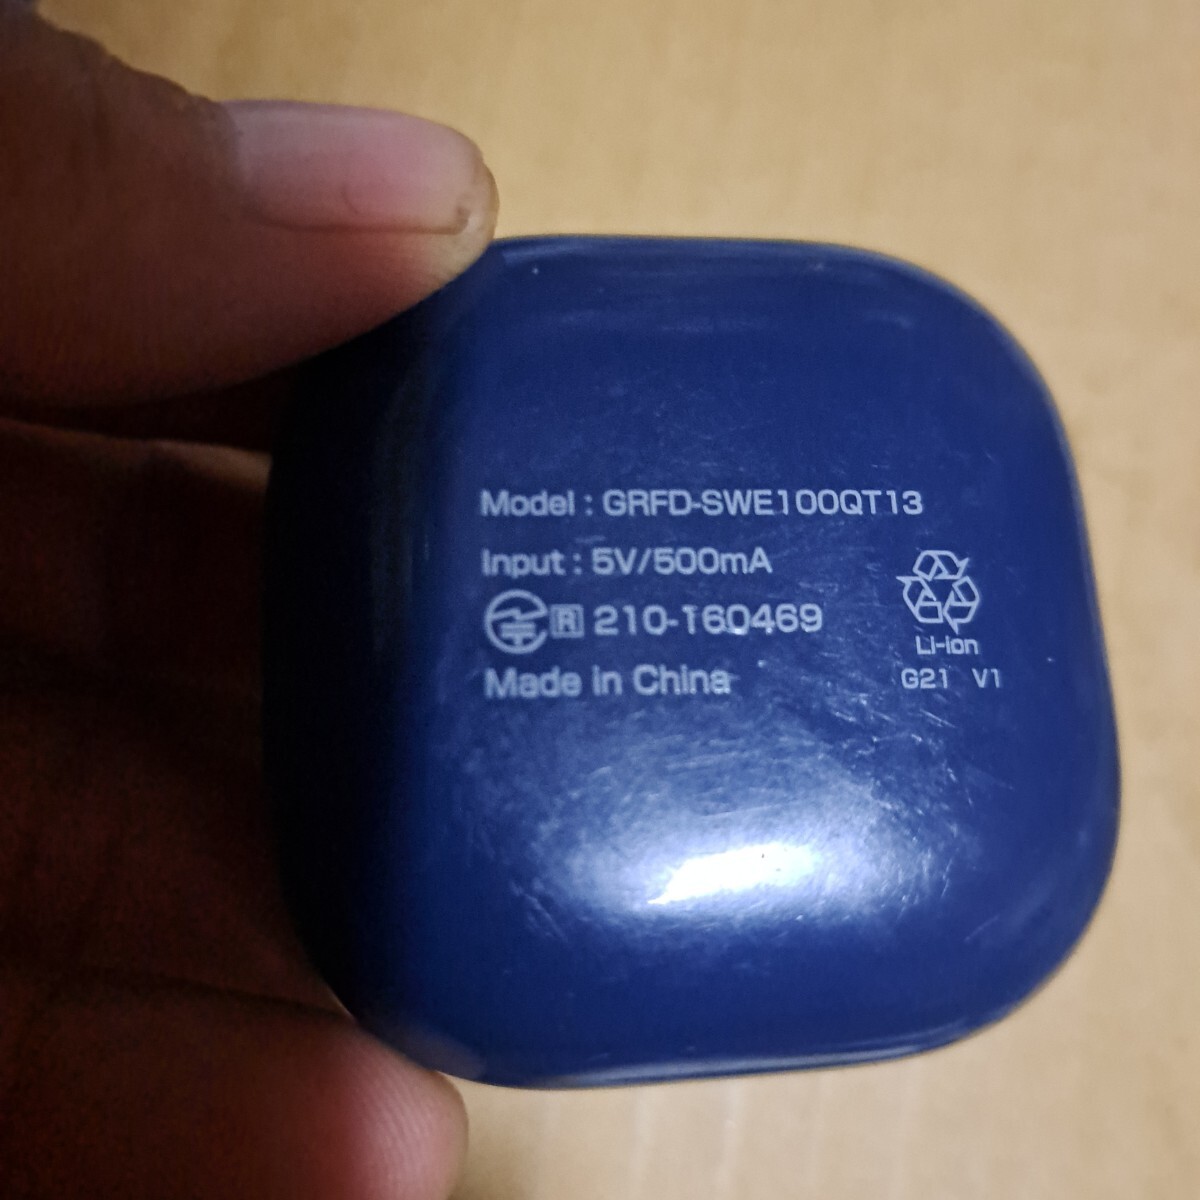 Model : GRFD-SWE100QT13
Input : 5V/500mA
R 210-160469
Made in China
Li-ion
G21 V1